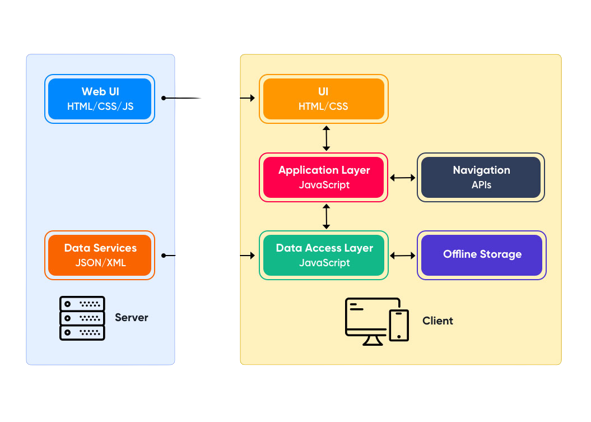 Web UI
HTML/CSS/JS
UI
HTML/CSS
Application Layer
JavaScript
Navigation
APIs
Data Services
JSON/XML
Data Access Layer
JavaScript
Offline Storage
Server
Client